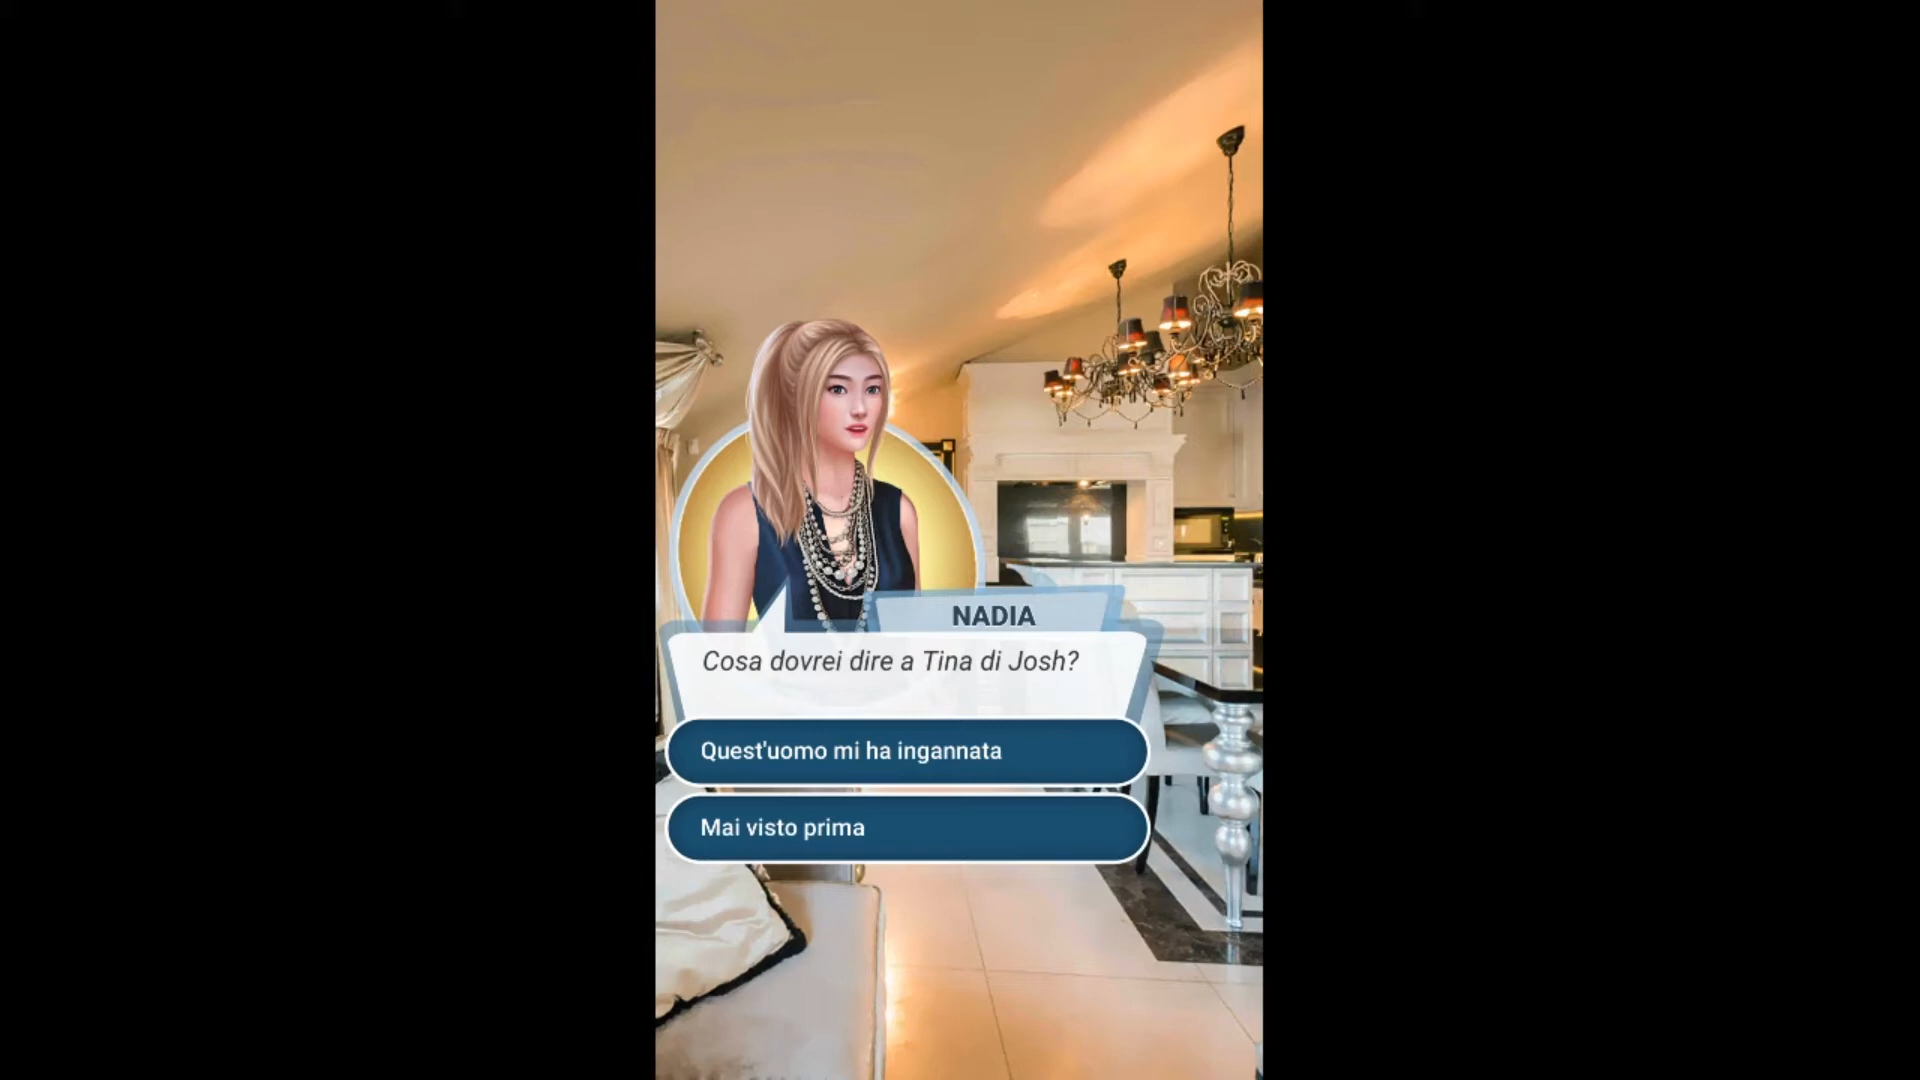 NADIA
Cosa dovrei dire a Tina di Josh?
Quest'uomo mi ha ingannata
Mai visto prima